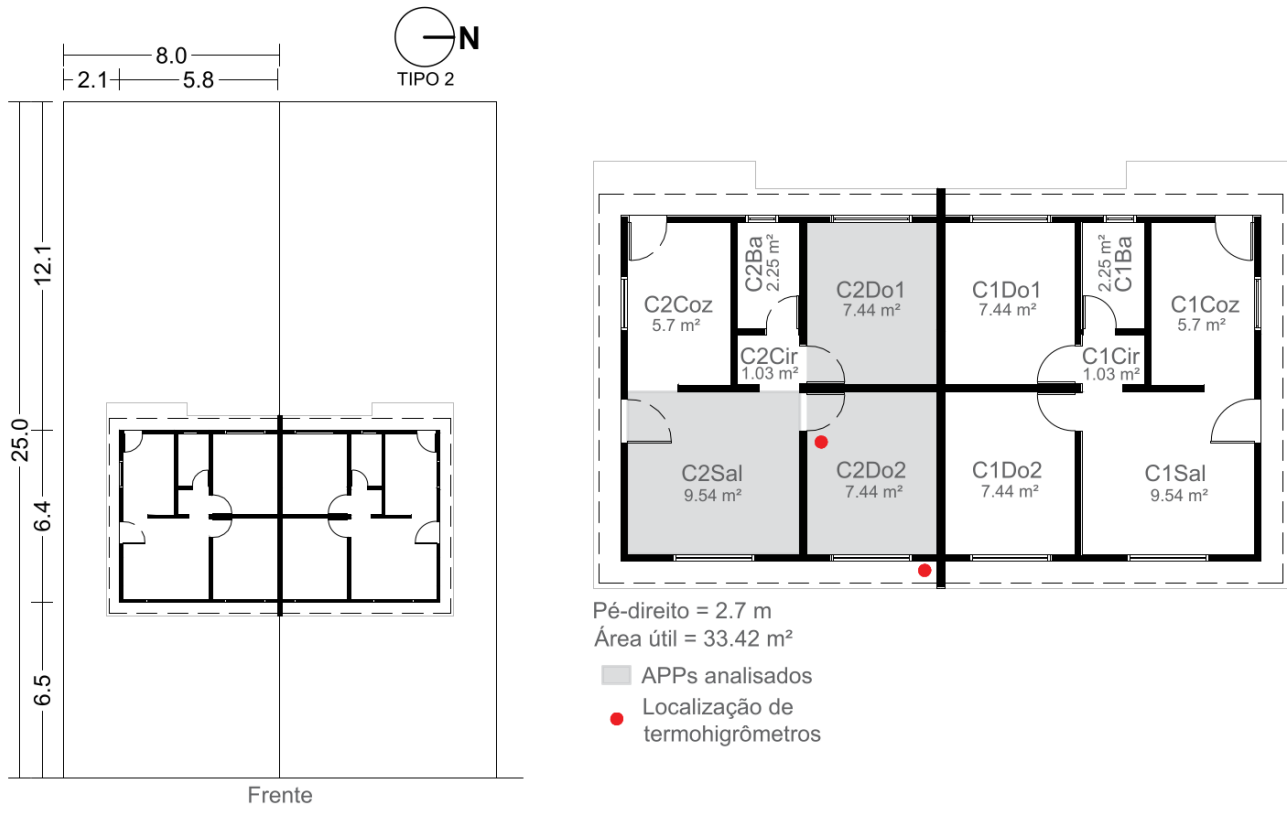 8.0
2.1
5.8
N
TIPO 2
25.0
12.1
6.4
6.5
Frente
C2Coz
5.7 m²
C2Ba
2.25 m²
C2Do1
7.44 m²
C1Do1
7.44 m²
2.25 m²
C1Ba
C1Coz
5.7 m²
C2Cir
1.03 m²
C1Cir
1.03 m²
C2Sal
9.54 m²
C2Do2
7.44 m²
C1Do2
7.44 m²
C1Sal
9.54 m²
Pé-direito = 2.7 m
Área útil = 33.42 m²
APPs analisados
Localização de
termohigrômetros